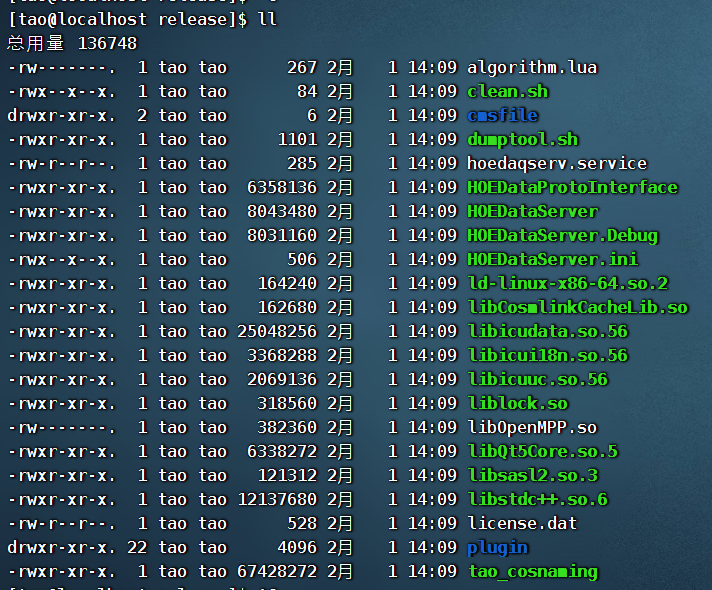 [tao@localhost release]$ ll
总用量 136748
-rw-------.  1 tao tao      267 2月   1 14:09 algorithm.lua
-rwx--x--x.  1 tao tao       84 2月   1 14:09 clean.sh
drwxr-xr-x.  2 tao tao        6 2月   1 14:09 cmsfile
-rwxr-xr-x.  1 tao tao     1101 2月   1 14:09 dumptool.sh
-rw-r--r--.  1 tao tao      285 2月   1 14:09 hoedaqserv.service
-rwxr-xr-x.  1 tao tao  6358136 2月   1 14:09 HOEDataProtoInterface
-rwxr-xr-x.  1 tao tao  8043480 2月   1 14:09 HOEDataServer
-rwxr-xr-x.  1 tao tao  8031160 2月   1 14:09 HOEDataServer.Debug
-rwx--x--x.  1 tao tao      506 2月   1 14:09 HOEDataServer.ini
-rwxr-xr-x.  1 tao tao   164240 2月   1 14:09 ld-linux-x86-64.so.2
-rwxr-xr-x.  1 tao tao   162680 2月   1 14:09 libCosmlinkCacheLib.so
-rwxr-xr-x.  1 tao tao 25048256 2月   1 14:09 libicudata.so.56
-rwxr-xr-x.  1 tao tao  3368288 2月   1 14:09 libicui18n.so.56
-rwxr-xr-x.  1 tao tao  2069136 2月   1 14:09 libicuuc.so.56
-rwxr-xr-x.  1 tao tao   318560 2月   1 14:09 liblock.so
-rw-------.  1 tao tao   382360 2月   1 14:09 libOpenMPP.so
-rwxr-xr-x.  1 tao tao  6338272 2月   1 14:09 libQt5Core.so.5
-rwxr-xr-x.  1 tao tao   121312 2月   1 14:09 libsasl2.so.3
-rwxr-xr-x.  1 tao tao 12137680 2月   1 14:09 libstdc++.so.6
-rw-r--r--.  1 tao tao      528 2月   1 14:09 license.dat
drwxr-xr-x. 22 tao tao     4096 2月   1 14:09 plugin
-rwxr-xr-x.  1 tao tao 67428272 2月   1 14:09 tao_cosnaming